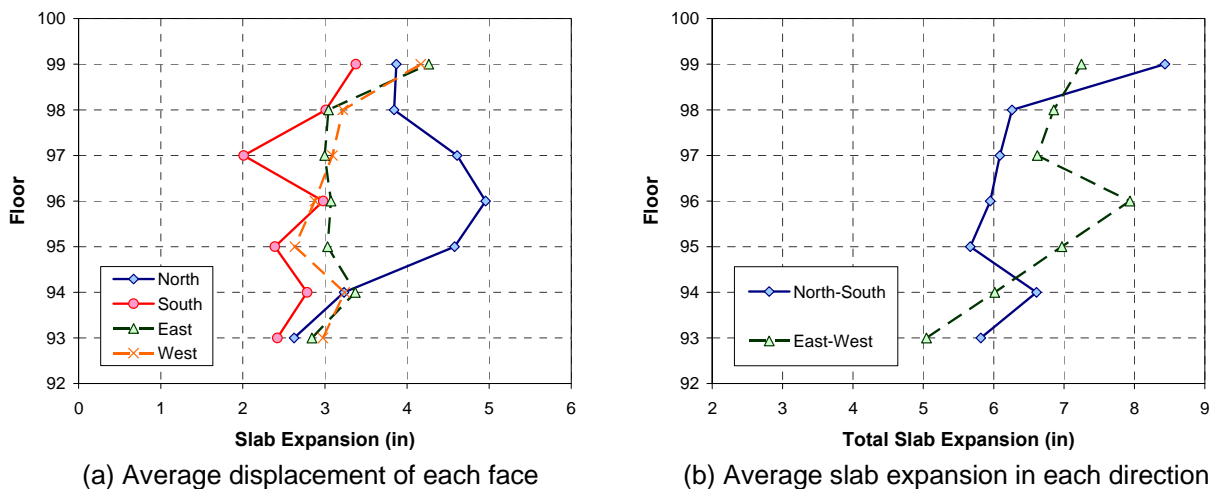 100
99
98
97
96
95
94
93
92
Floor
North
South
East
West
0 1 2 3 4 5 6
Slab Expansion (in)
(a) Average displacement of each face
100
99
98
97
96
95
94
93
92
Floor
North-South
East-West
2 3 4 5 6 7 8 9
Total Slab Expansion (in)
(b) Average slab expansion in each direction